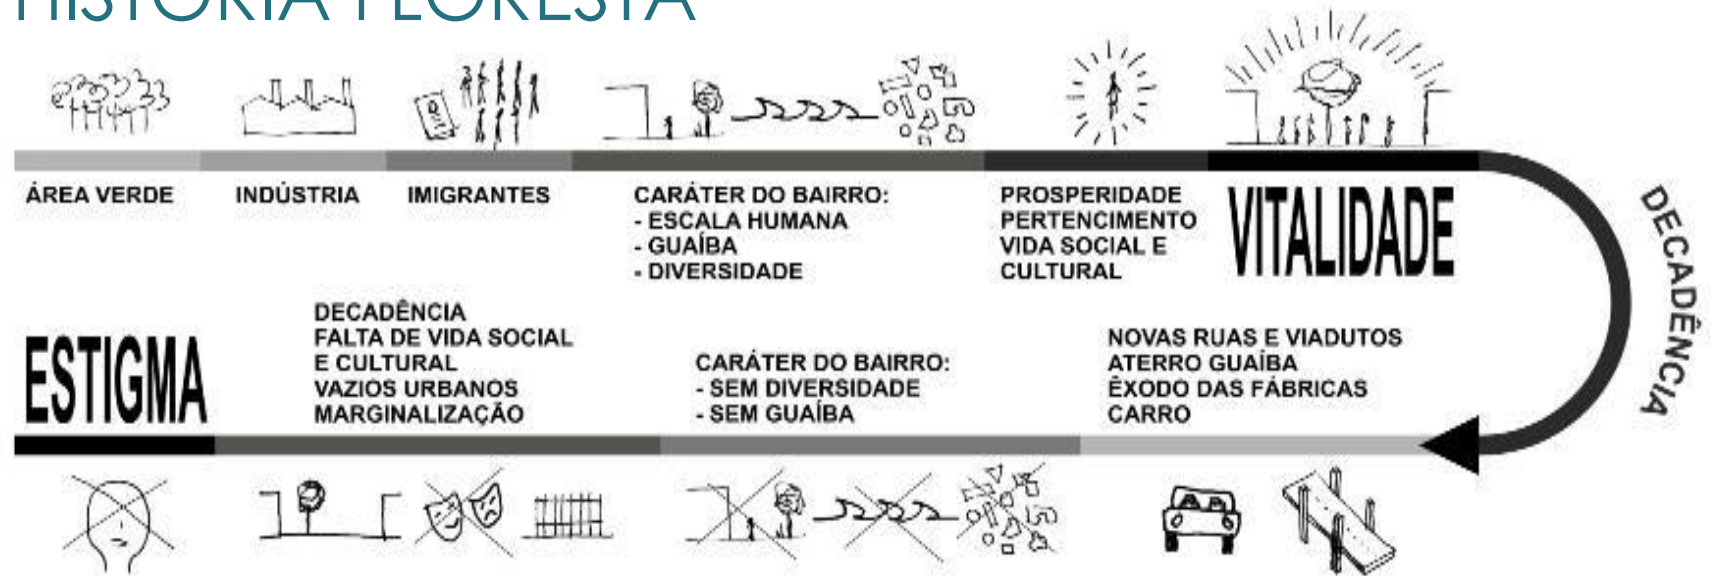 HISTÓRIA FLORESTA
ÁREA VERDE
INDÚSTRIA
IMIGRANTES
CARÁTER DO BAIRRO:
- ESCALA HUMANA
- GUAÍBA
- DIVERSIDADE
PROSPERIDADE
PERTENCIMENTO
VIDA SOCIAL E
CULTURAL
VITALIDADE
DECADÊNCIA
NOVAS RUAS E VIADUTOS
ATERRO GUAÍBA
ÊXODO DAS FÁBRICAS
CARRO
CARÁTER DO BAIRRO:
- SEM DIVERSIDADE
- SEM GUAÍBA
DECADÊNCIA
FALTA DE VIDA SOCIAL
E CULTURAL
VAZIOS URBANOS
MARGINALIZAÇÃO
ESTIGMA